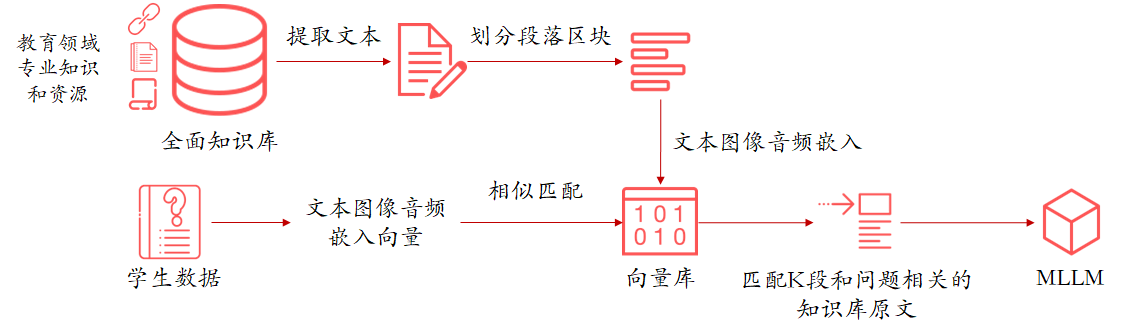 教育领域
专业知识
和资源
提取文本
划分段落区块
全面知识库
文本图像音频嵌入
学生数据
文本图像音频
嵌入向量
相似匹配
101
010
向量库
匹配K段和问题相关的
知识库原文
MLLM
?